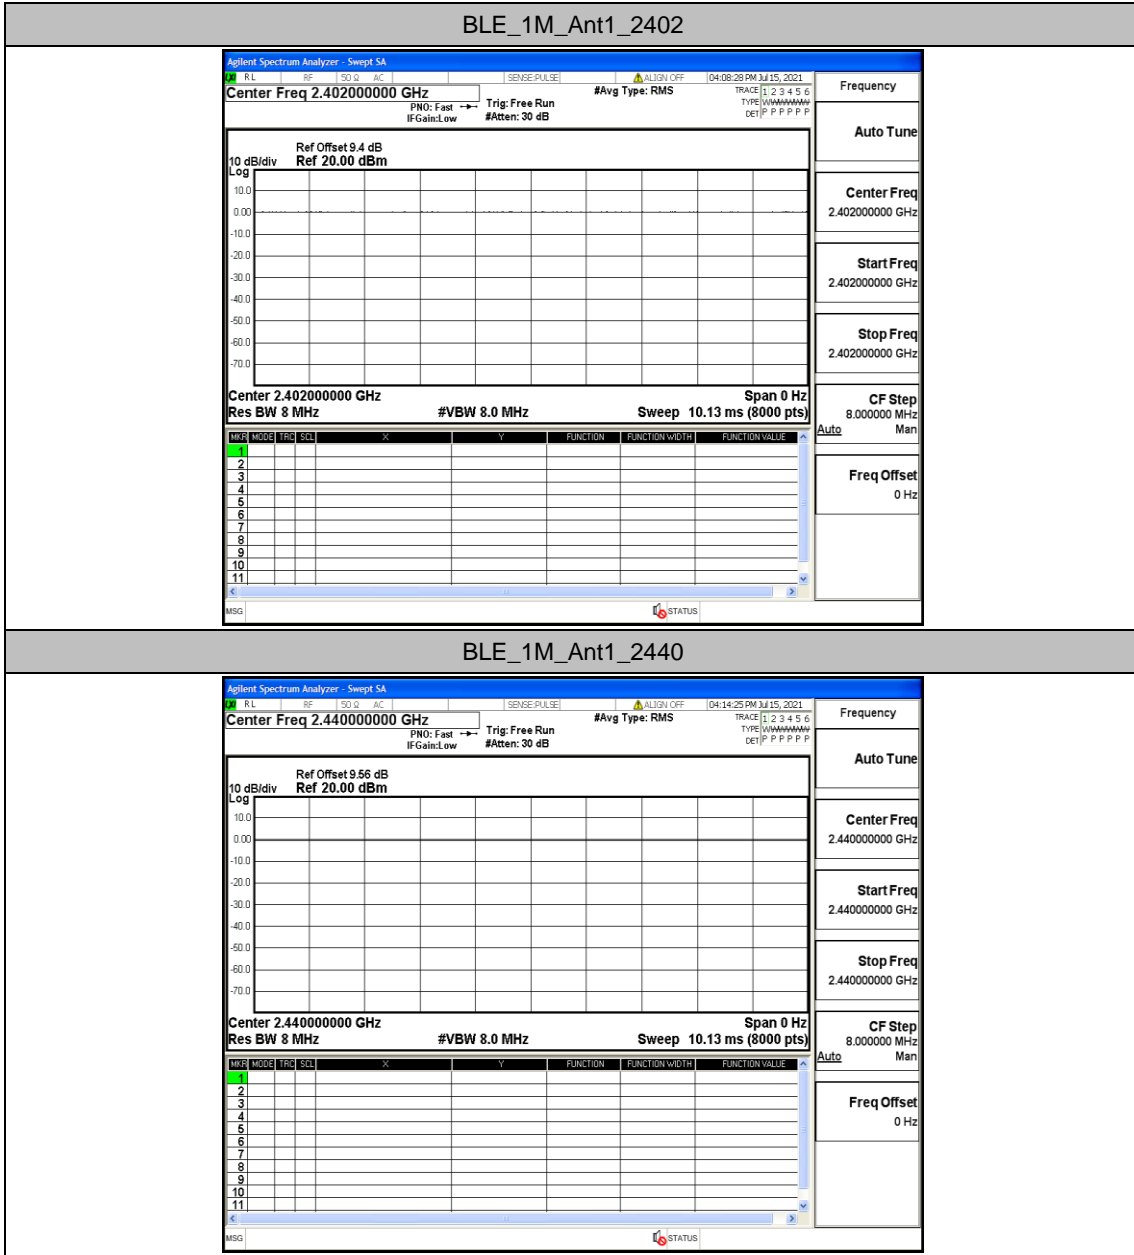 BLE_1M_Ant1_2402
Agilent Spectrum Analyzer - Swept SA
RL RF 50 Ω AC SENSE:PULSE ALIGN OFF 04:08:28 PM Jul 15, 2021
Center Freq 2.402000000 GHz #Avg Type: RMS TRACE 1 2 3 4 5 6
PNO: Fast Trig: Free Run TYPE
IFGain:Low #Atten: 30 dB DET P P P P P P
Frequency
Auto Tune
Center Freq
2.402000000 GHz
Start Freq
2.402000000 GHz
Stop Freq
2.402000000 GHz
CF Step
8.000000 MHz
Auto Man
Freq Offset
0 Hz
Ref Offset 9.4 dB
10 dB/div Ref 20.00 dBm
Log
10.0
0.00
-10.0
-20.0
-30.0
-40.0
-50.0
-60.0
-70.0
Center 2.402000000 GHz Span 0 Hz
Res BW 8 MHz #VBW 8.0 MHz Sweep 10.13 ms (8000 pts)
MKR MODE TRC SCL X Y FUNCTION FUNCTION WIDTH FUNCTION VALUE
1
2
3
4
5
6
7
8
9
10
11
MSG STATUS
BLE_1M_Ant1_2440
Agilent Spectrum Analyzer - Swept SA
RL RF 50 Ω AC SENSE:PULSE ALIGN OFF 04:14:25 PM Jul 15, 2021
Center Freq 2.440000000 GHz #Avg Type: RMS TRACE 1 2 3 4 5 6
PNO: Fast Trig: Free Run TYPE
IFGain:Low #Atten: 30 dB DET P P P P P P
Frequency
Auto Tune
Center Freq
2.440000000 GHz
Start Freq
2.440000000 GHz
Stop Freq
2.440000000 GHz
CF Step
8.000000 MHz
Auto Man
Freq Offset
0 Hz
Ref Offset 9.56 dB
10 dB/div Ref 20.00 dBm
Log
10.0
0.00
-10.0
-20.0
-30.0
-40.0
-50.0
-60.0
-70.0
Center 2.440000000 GHz Span 0 Hz
Res BW 8 MHz #VBW 8.0 MHz Sweep 10.13 ms (8000 pts)
MKR MODE TRC SCL X Y FUNCTION FUNCTION WIDTH FUNCTION VALUE
1
2
3
4
5
6
7
8
9
10
11
MSG STATUS